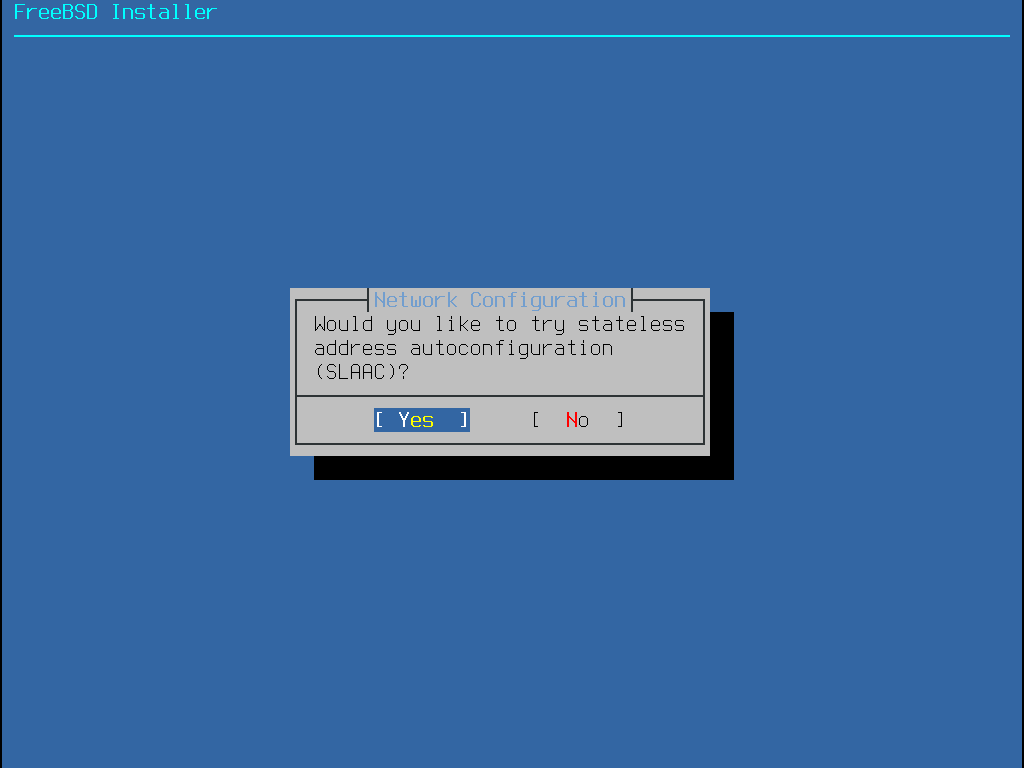 FreeBSD Installer
Network Configuration
Would you like to try stateless
address autoconfiguration
(SLAAC)?
[ Yes ] [ No ]